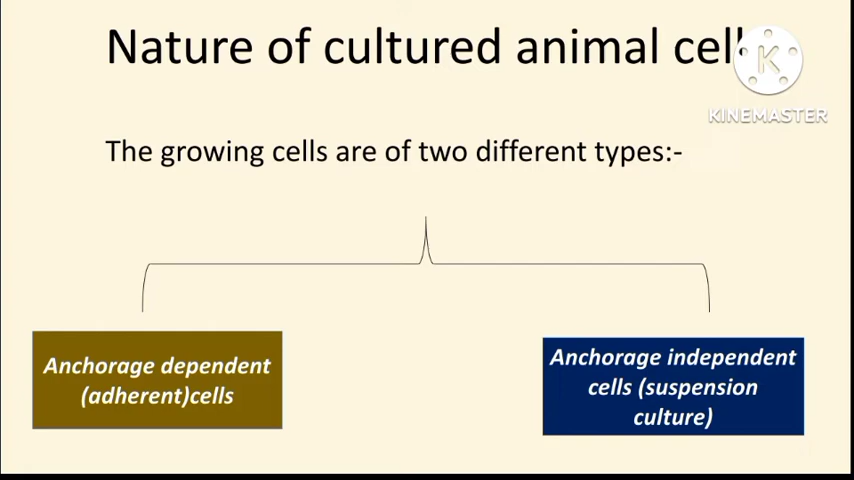 Nature of cultured animal cell
K
KINEMASTER
The growing cells are of two different types:-
Anchorage dependent
(adherent)cells
Anchorage independent
cells (suspension
culture)